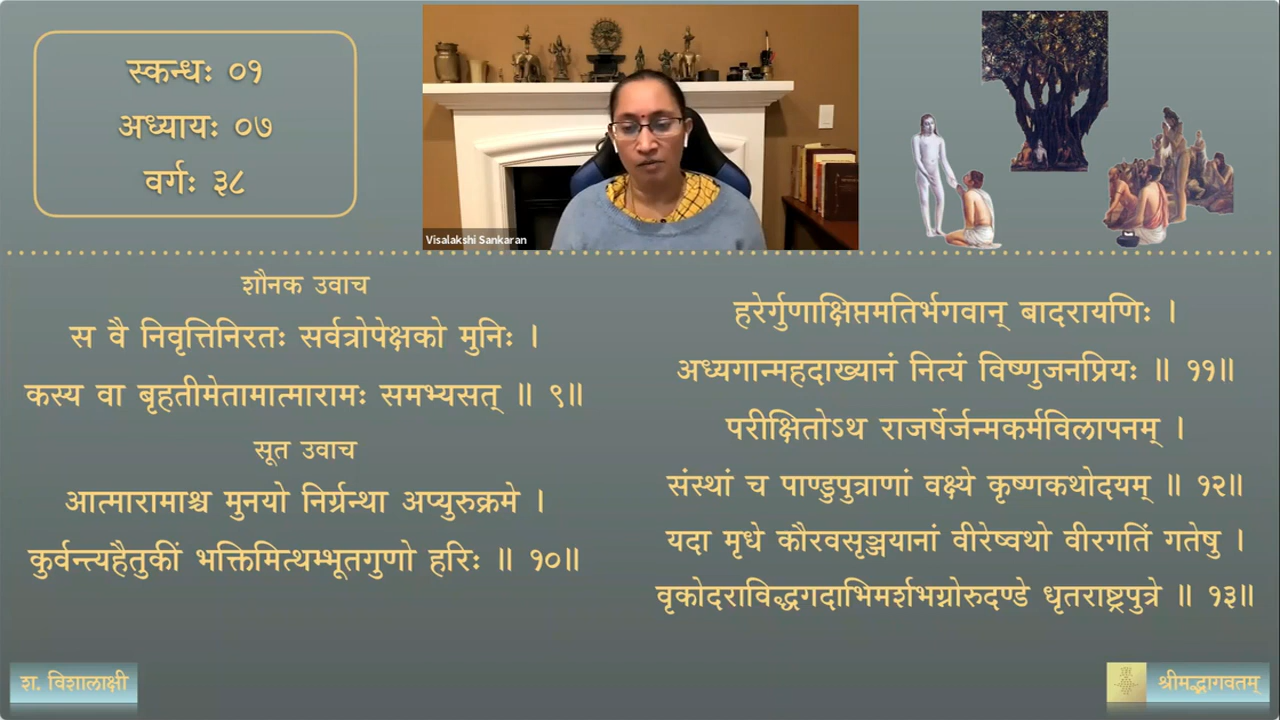 स्कन्धः ०१
अध्यायः ०७
वर्गः ३८
Visalakshi Sankaran
शौनक उवाच
स वै निवृत्तिनिरतः सर्वत्रोपेक्षको मुनिः ।
कस्य वा बृहतीमेतामात्मारामः समभ्यसत् ॥ ९॥
सूत उवाच
आत्मारामाश्च मुनयो निर्ग्रन्था अप्युरुक्रमे ।
कुर्वन्त्यहैतुकीं भक्तिमित्थम्भूतगुणो हरिः ॥ १०॥
हरेर्गुणाक्षिप्तमतिर्भगवान् बादरायणिः ।
अध्यगान्महदाख्यानं नित्यं विष्णुजनप्रियः ॥ ११॥
परीक्षितोऽथ राजर्षेर्जन्मकर्मविलापनम् ।
संस्थां च पाण्डुपुत्राणां वक्ष्ये कृष्णकथोदयम् ॥ १२॥
यदा मृधे कौरवसृञ्जयानां वीरेष्वथो वीरगतिं गतेषु ।
वृकोदराविद्धगदाभिमर्शभग्नोरुदण्डे धृतराष्ट्रपुत्रे ॥ १३॥
श. विशालाक्षी
श्रीमद्भागवतम्